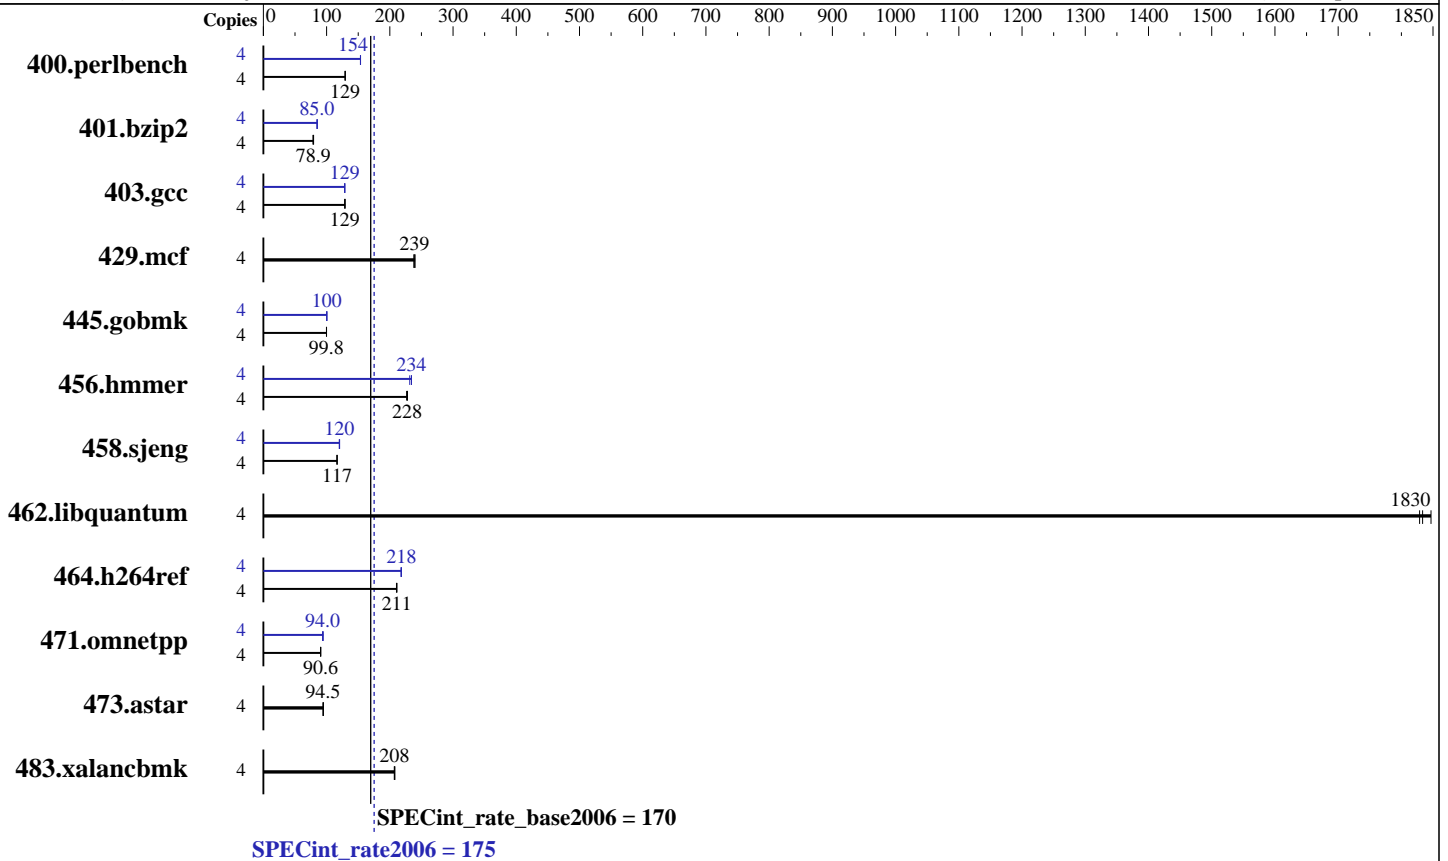 Copies 0 100 200 300 400 500 600 700 800 900 1000 1100 1200 1300 1400 1500 1600 1700 1850
400.perlbench 4 154
4 129
401.bzip2 4 85.0
4 78.9
403.gcc 4 129
4 129
429.mcf 4 239
445.gobmk 4 100
4 99.8
456.hmmer 4 234
4 228
458.sjeng 4 120
4 117
462.libquantum 4 1830
464.h264ref 4 218
4 211
471.omnetpp 4 94.0
4 90.6
473.astar 4 94.5
483.xalancbmk 4 208
SPECint_rate_base2006 = 170
SPECint_rate2006 = 175